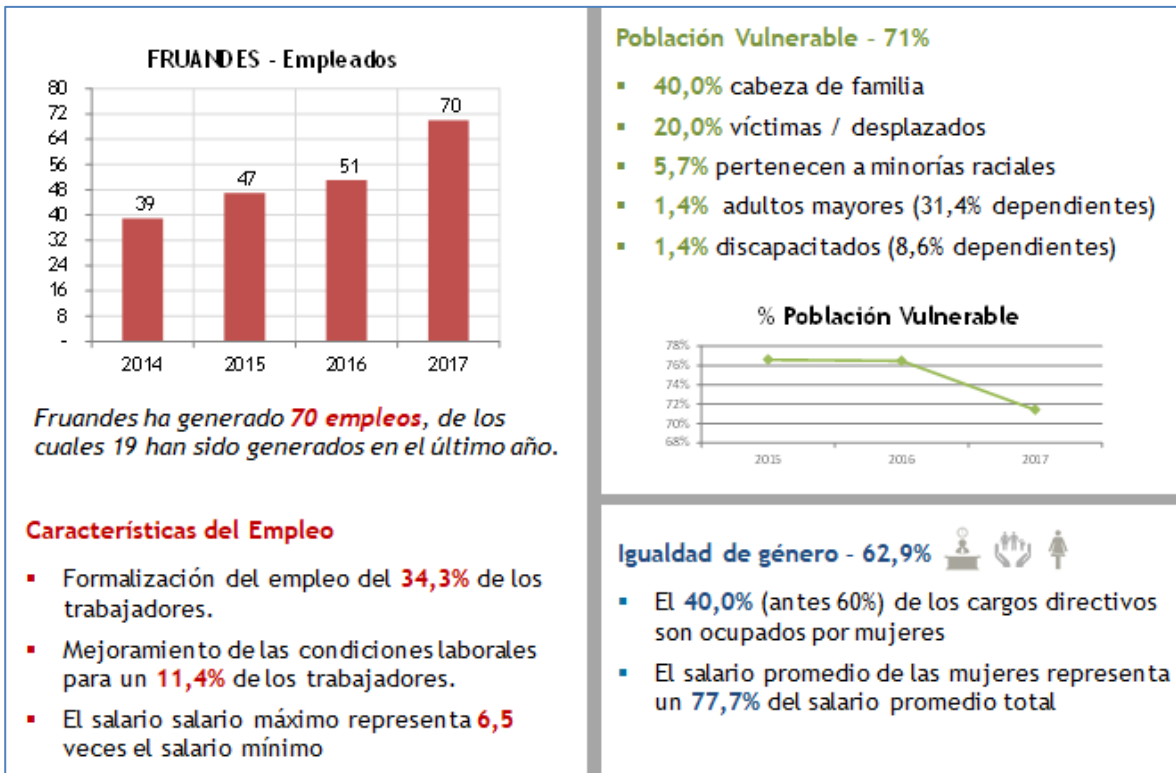 FRUANDES - Empleados
80
72
64
56
48
40
32
24
16
8
-
39
47
51
70
2014 2015 2016 2017
Fruandes ha generado 70 empleos, de los
cuales 19 han sido generados en el último año.
Características del Empleo
▪ Formalización del empleo del 34,3% de los
trabajadores.
▪ Mejoramiento de las condiciones laborales
para un 11,4% de los trabajadores.
▪ El salario salario máximo representa 6,5
veces el salario mínimo
Población Vulnerable - 71%
▪ 40,0% cabeza de familia
▪ 20,0% víctimas / desplazados
▪ 5,7% pertenecen a minorías raciales
▪ 1,4% adultos mayores (31,4% dependientes)
▪ 1,4% discapacitados (8,6% dependientes)
% Población Vulnerable
78%
76%
74%
72%
70%
68%
2015 2016 2017
Igualdad de género - 62,9%
▪ El 40,0% (antes 60%) de los cargos directivos
son ocupados por mujeres
▪ El salario promedio de las mujeres representa
un 77,7% del salario promedio total